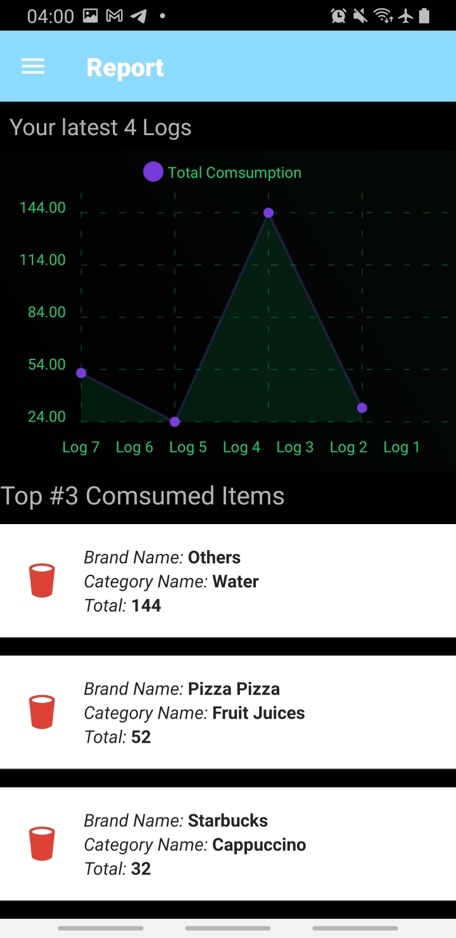 04:00
Report
Your latest 4 Logs
Total Comsumption
144.00
114.00
84.00
54.00
24.00
Log 7 Log 6 Log 5 Log 4 Log 3 Log 2 Log 1
Top #3 Comsumed Items
Brand Name: Others
Category Name: Water
Total: 144
Brand Name: Pizza Pizza
Category Name: Fruit Juices
Total: 52
Brand Name: Starbucks
Category Name: Cappuccino
Total: 32